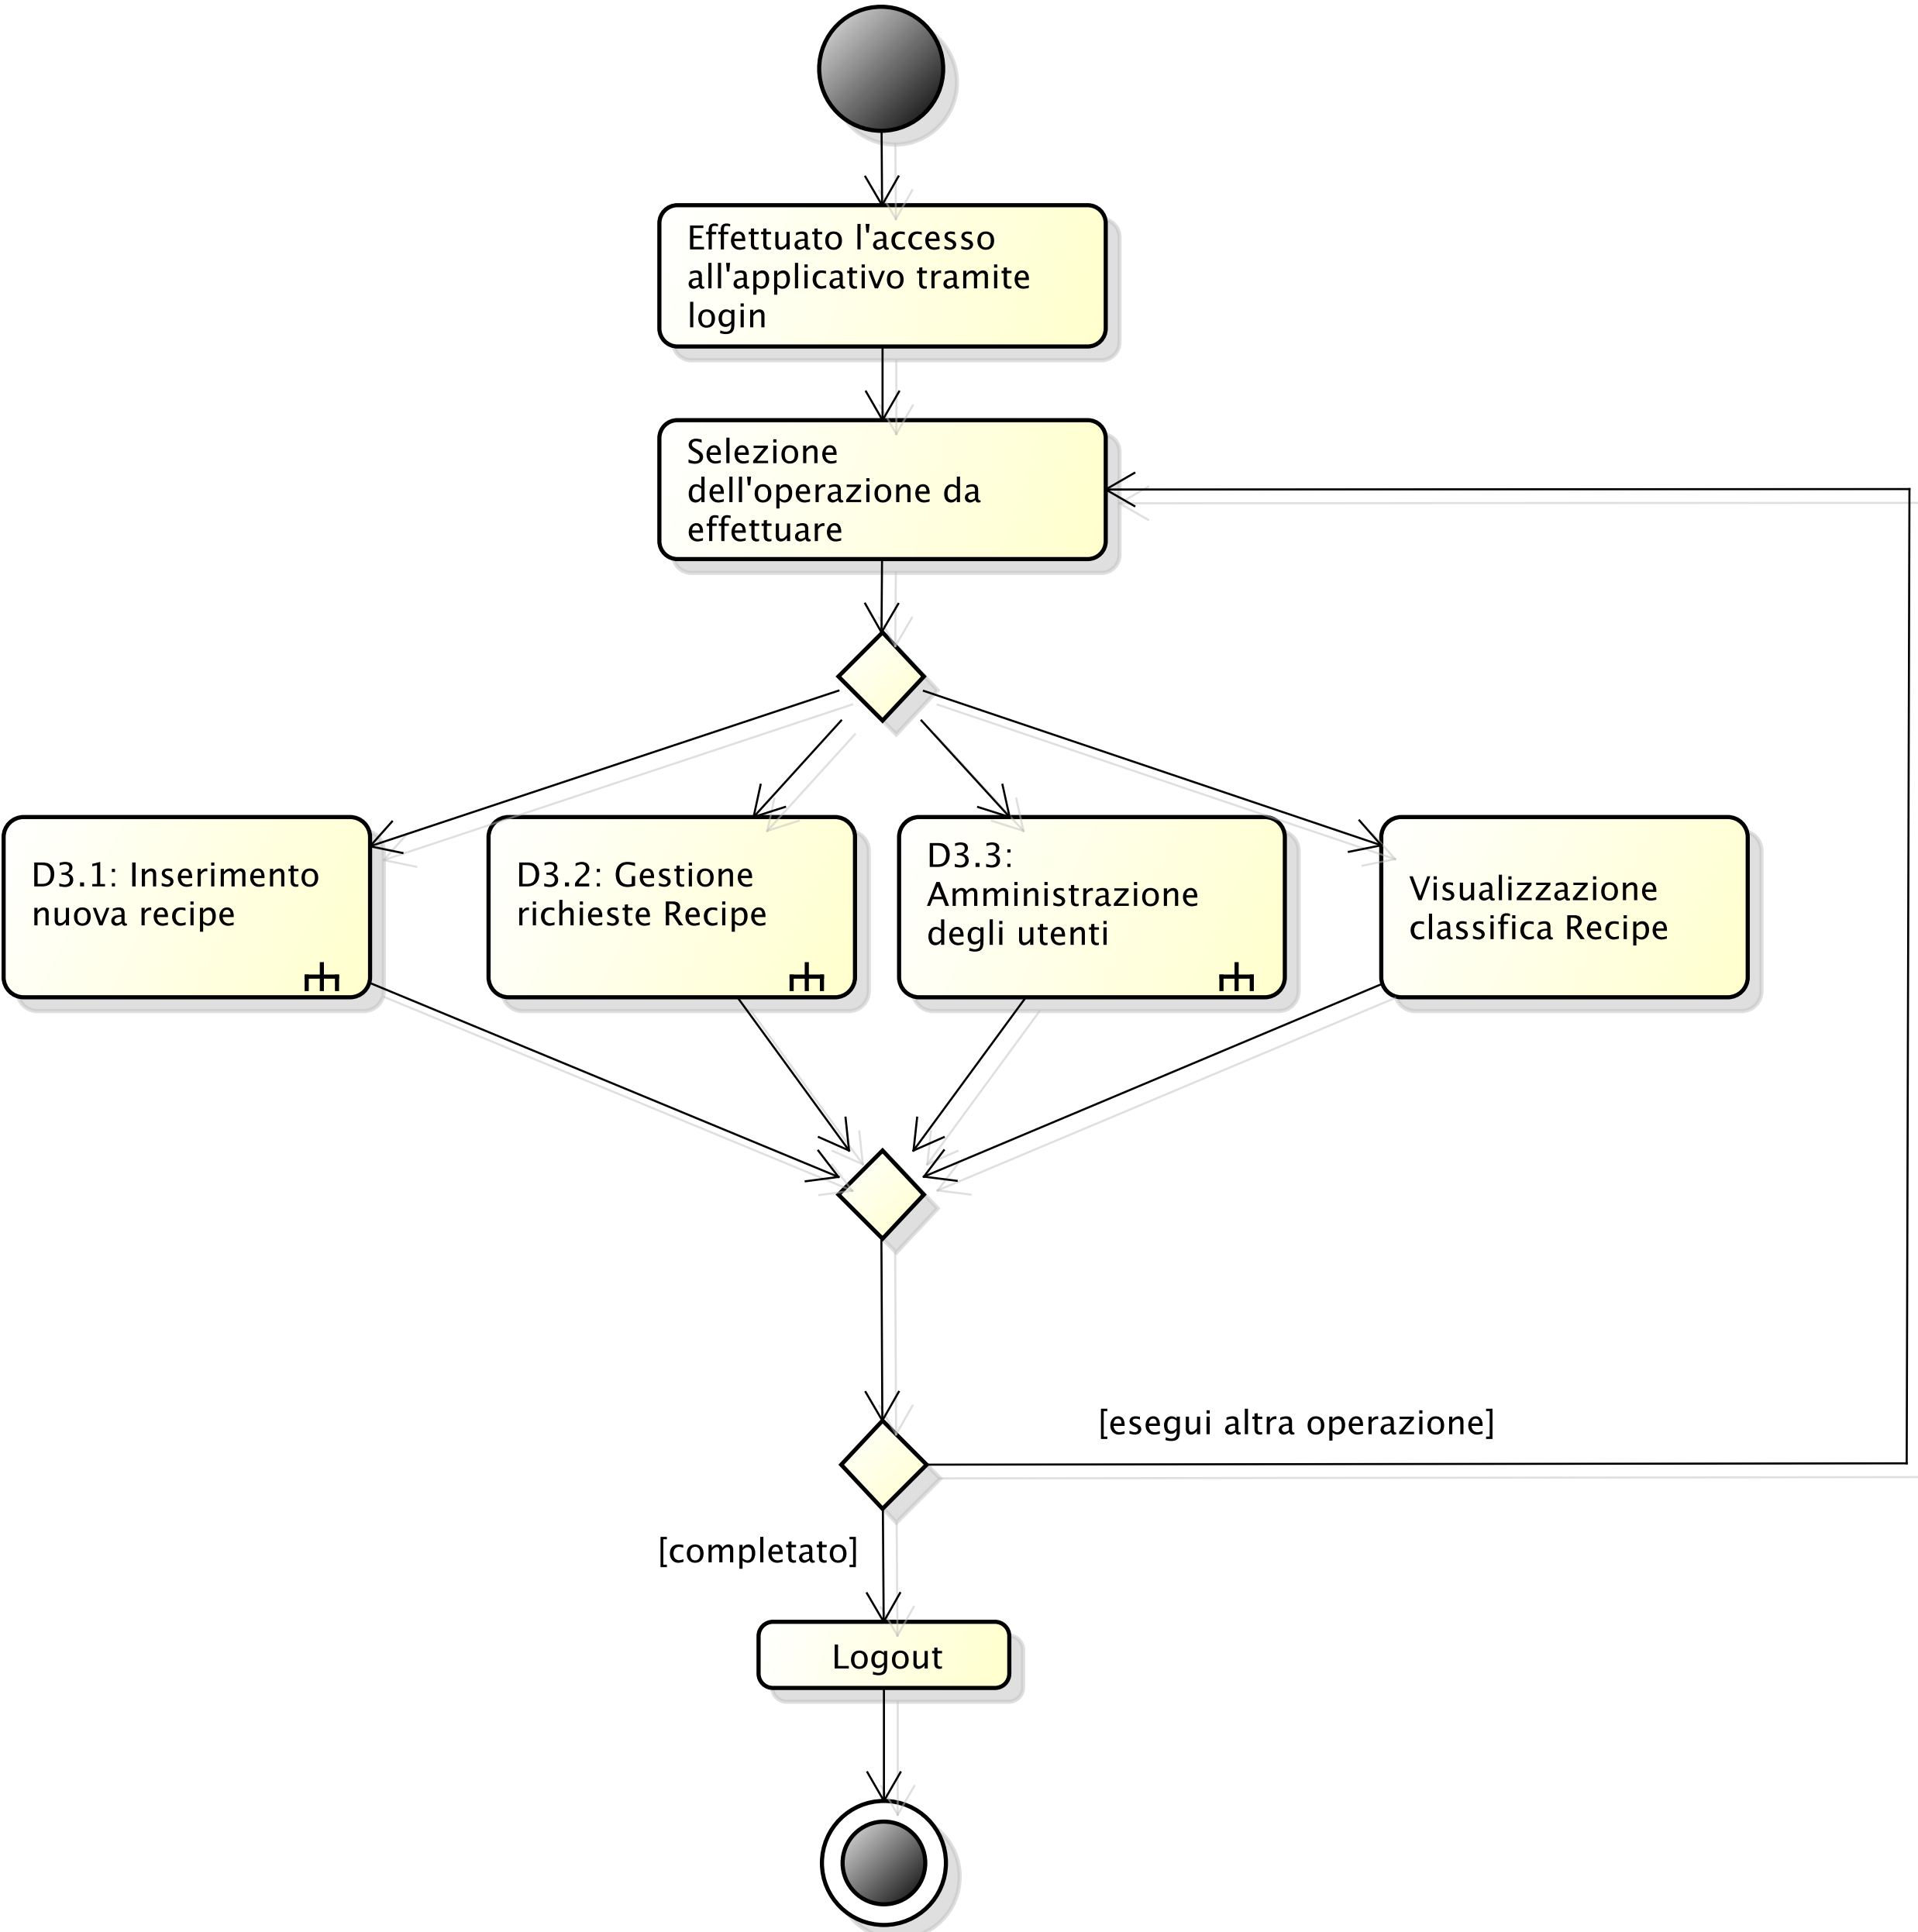 Effettuato l'accesso
all'applicativo tramite
login
Selezione
dell'operazione da
effettuare
D3.1: Inserimento
nuova recipe
D3.2: Gestione
richieste Recipe
D3.3:
Amministrazione
degli utenti
Visualizzazione
classifica Recipe
[esegui altra operazione]
[completato]
Logout